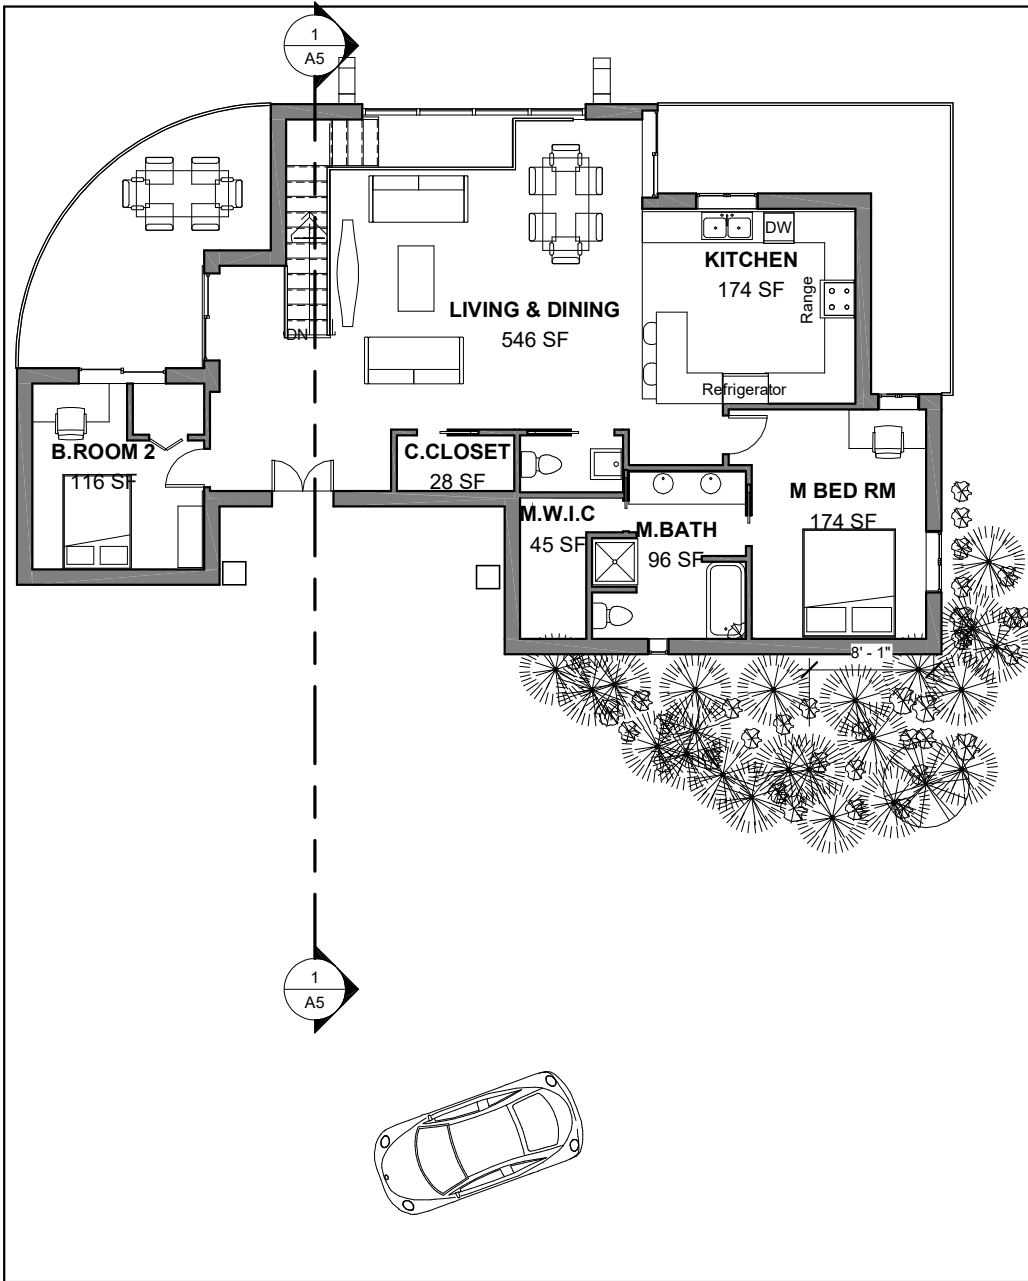 1
A5
DW
KITCHEN
174 SF
Range
LIVING & DINING
546 SF
DN
Refrigerator
B.ROOM 2
116 SF
C.CLOSET
28 SF
M BED RM
174 SF
M.W.I.C
45 SF
M.BATH
96 SF
8' - 1"
1
A5